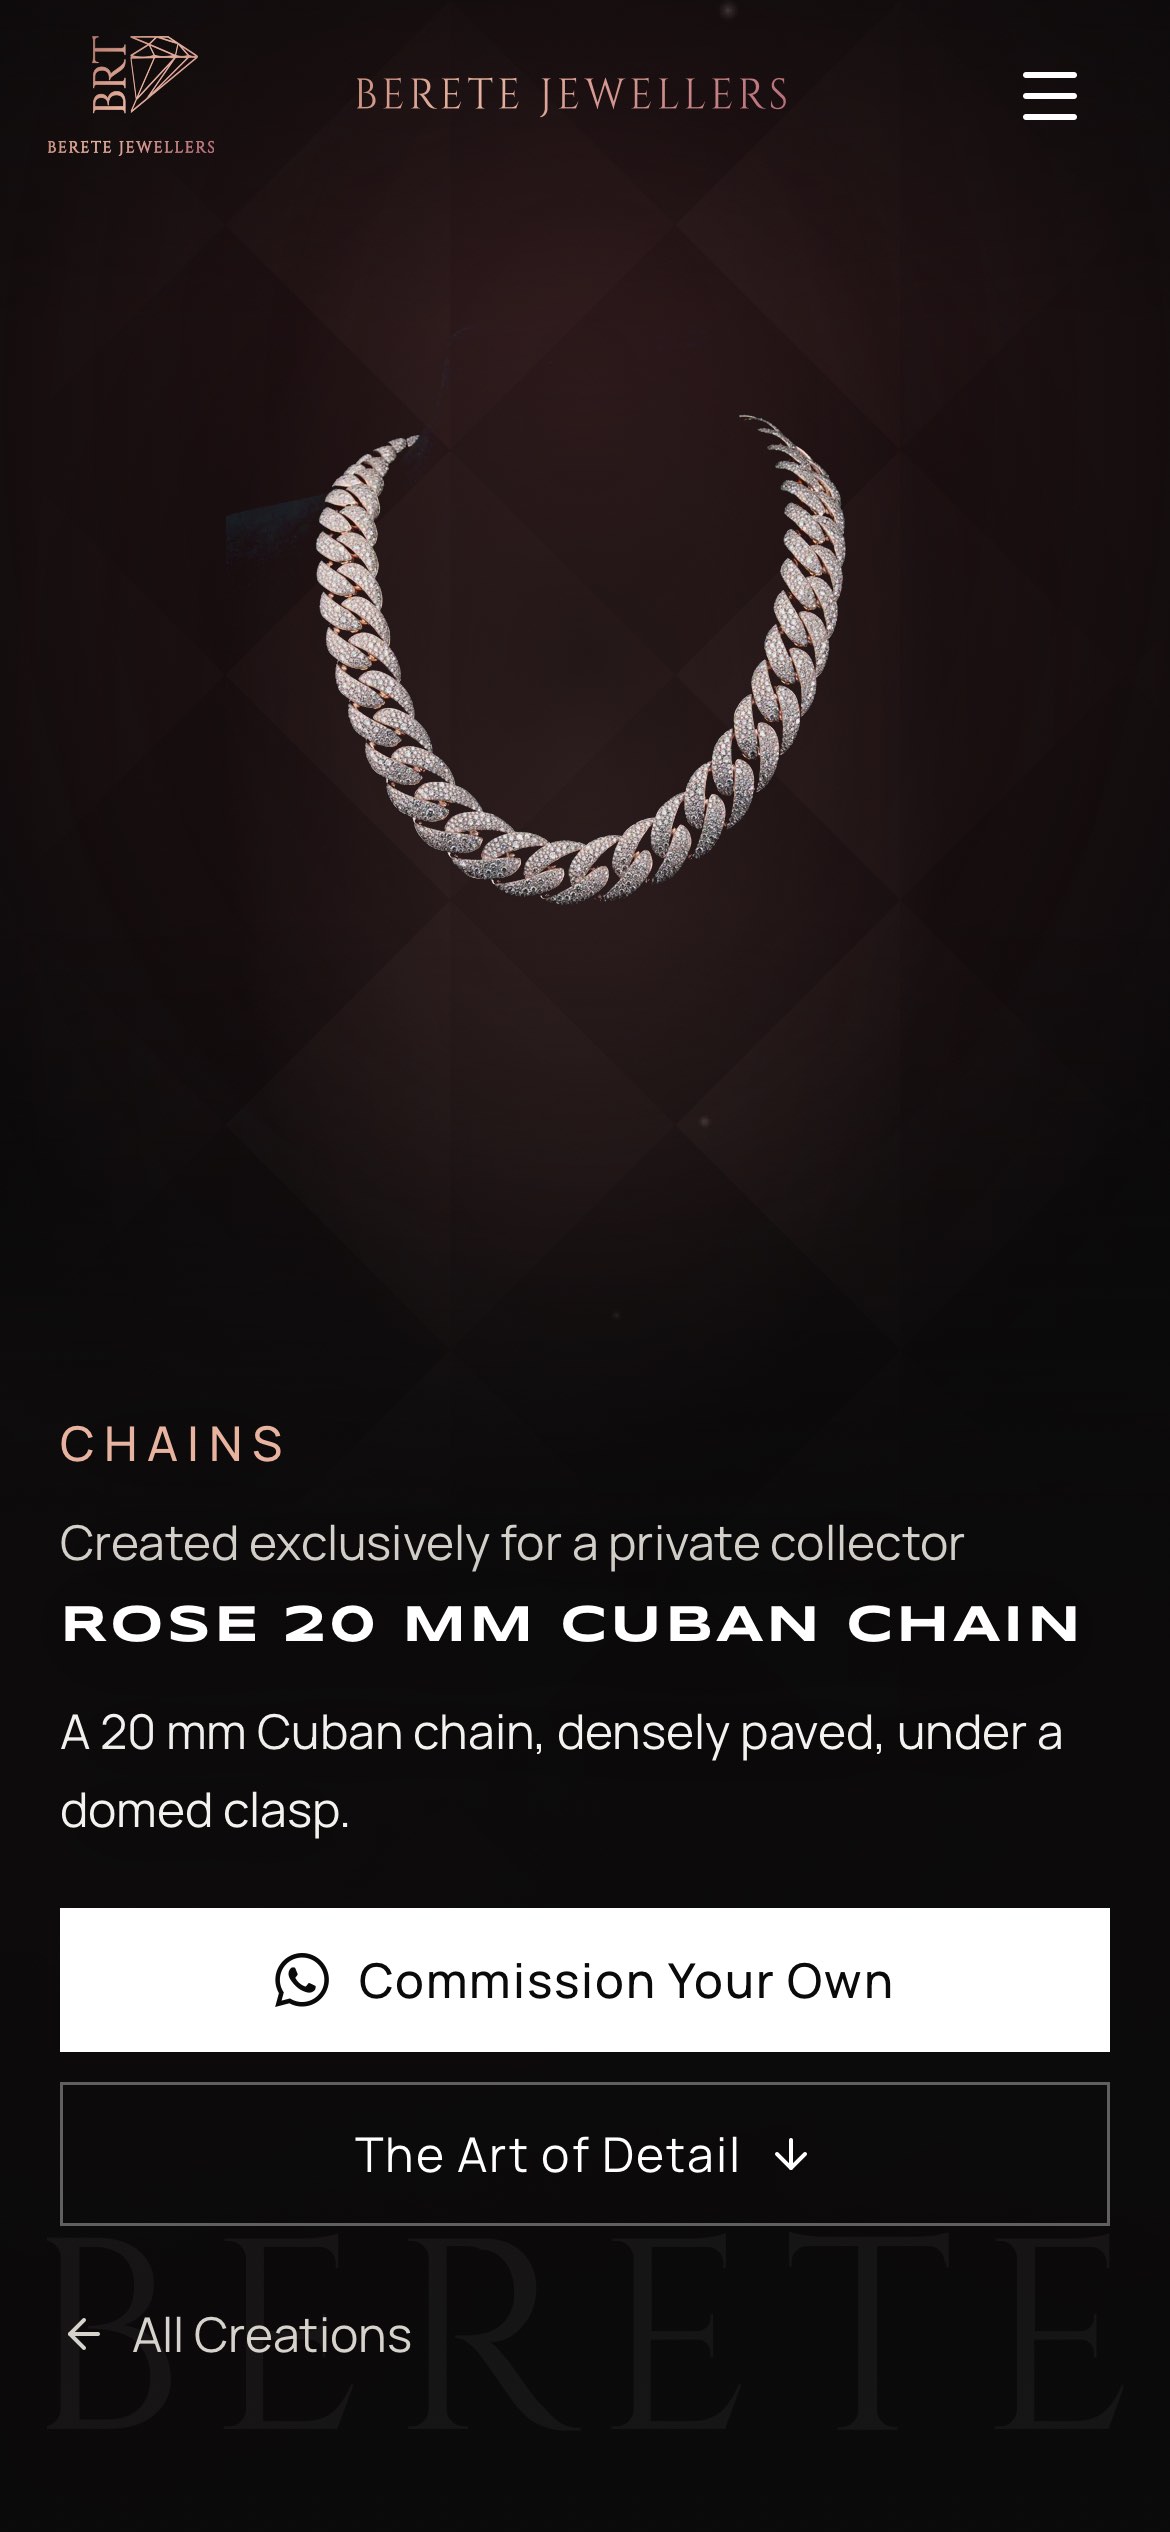 BRT
BERETE JEWELLERS
BERETE JEWELLERS
CHAINS
Created exclusively for a private collector
ROSE 20 MM CUBAN CHAIN
A 20 mm Cuban chain, densely paved, under a
domed clasp.
Commission Your Own
The Art of Detail ↓
BERETE
← All Creations